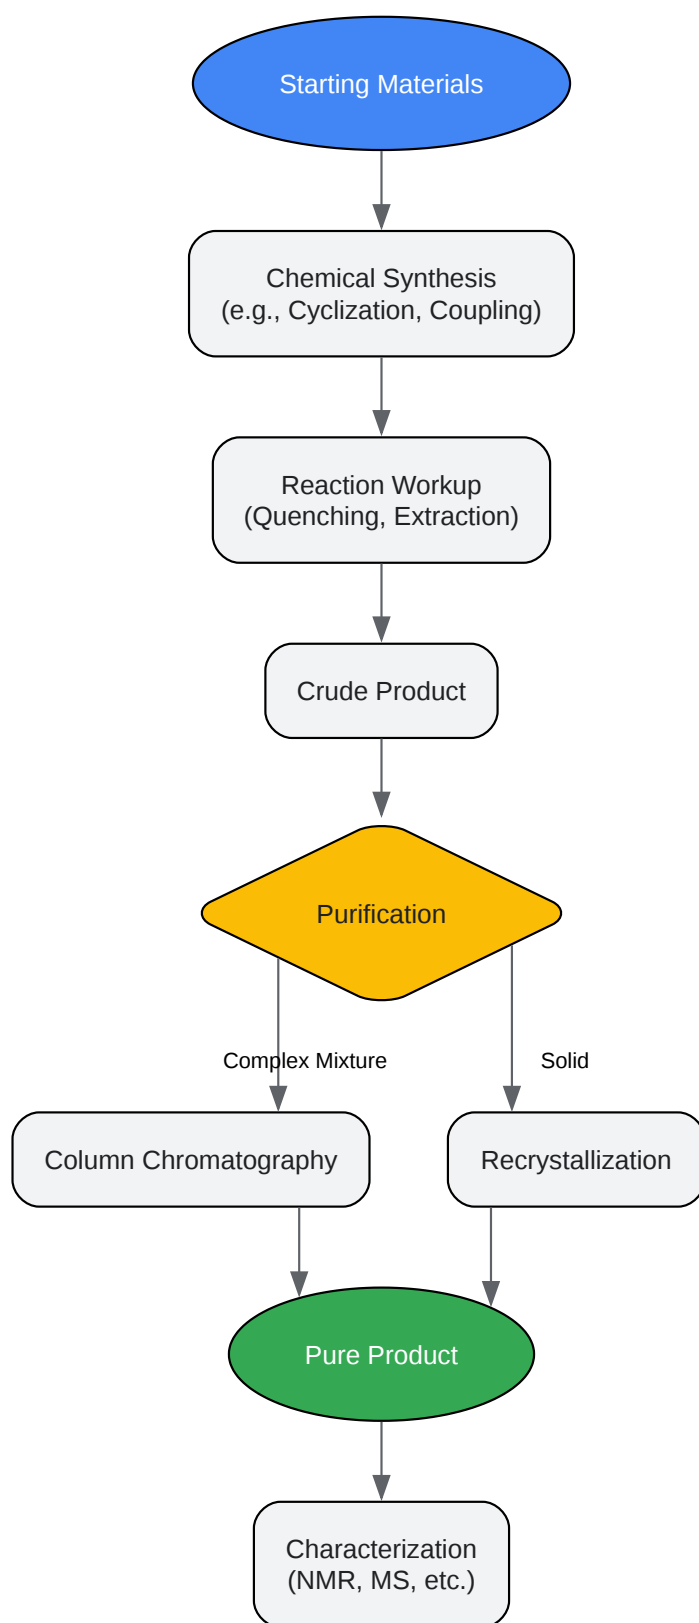 Starting Materials
Chemical Synthesis
(e.g., Cyclization, Coupling)
Reaction Workup
(Quenching, Extraction)
Crude Product
Purification
Complex Mixture
Solid
Column Chromatography
Recrystallization
Pure Product
Characterization
(NMR, MS, etc.)